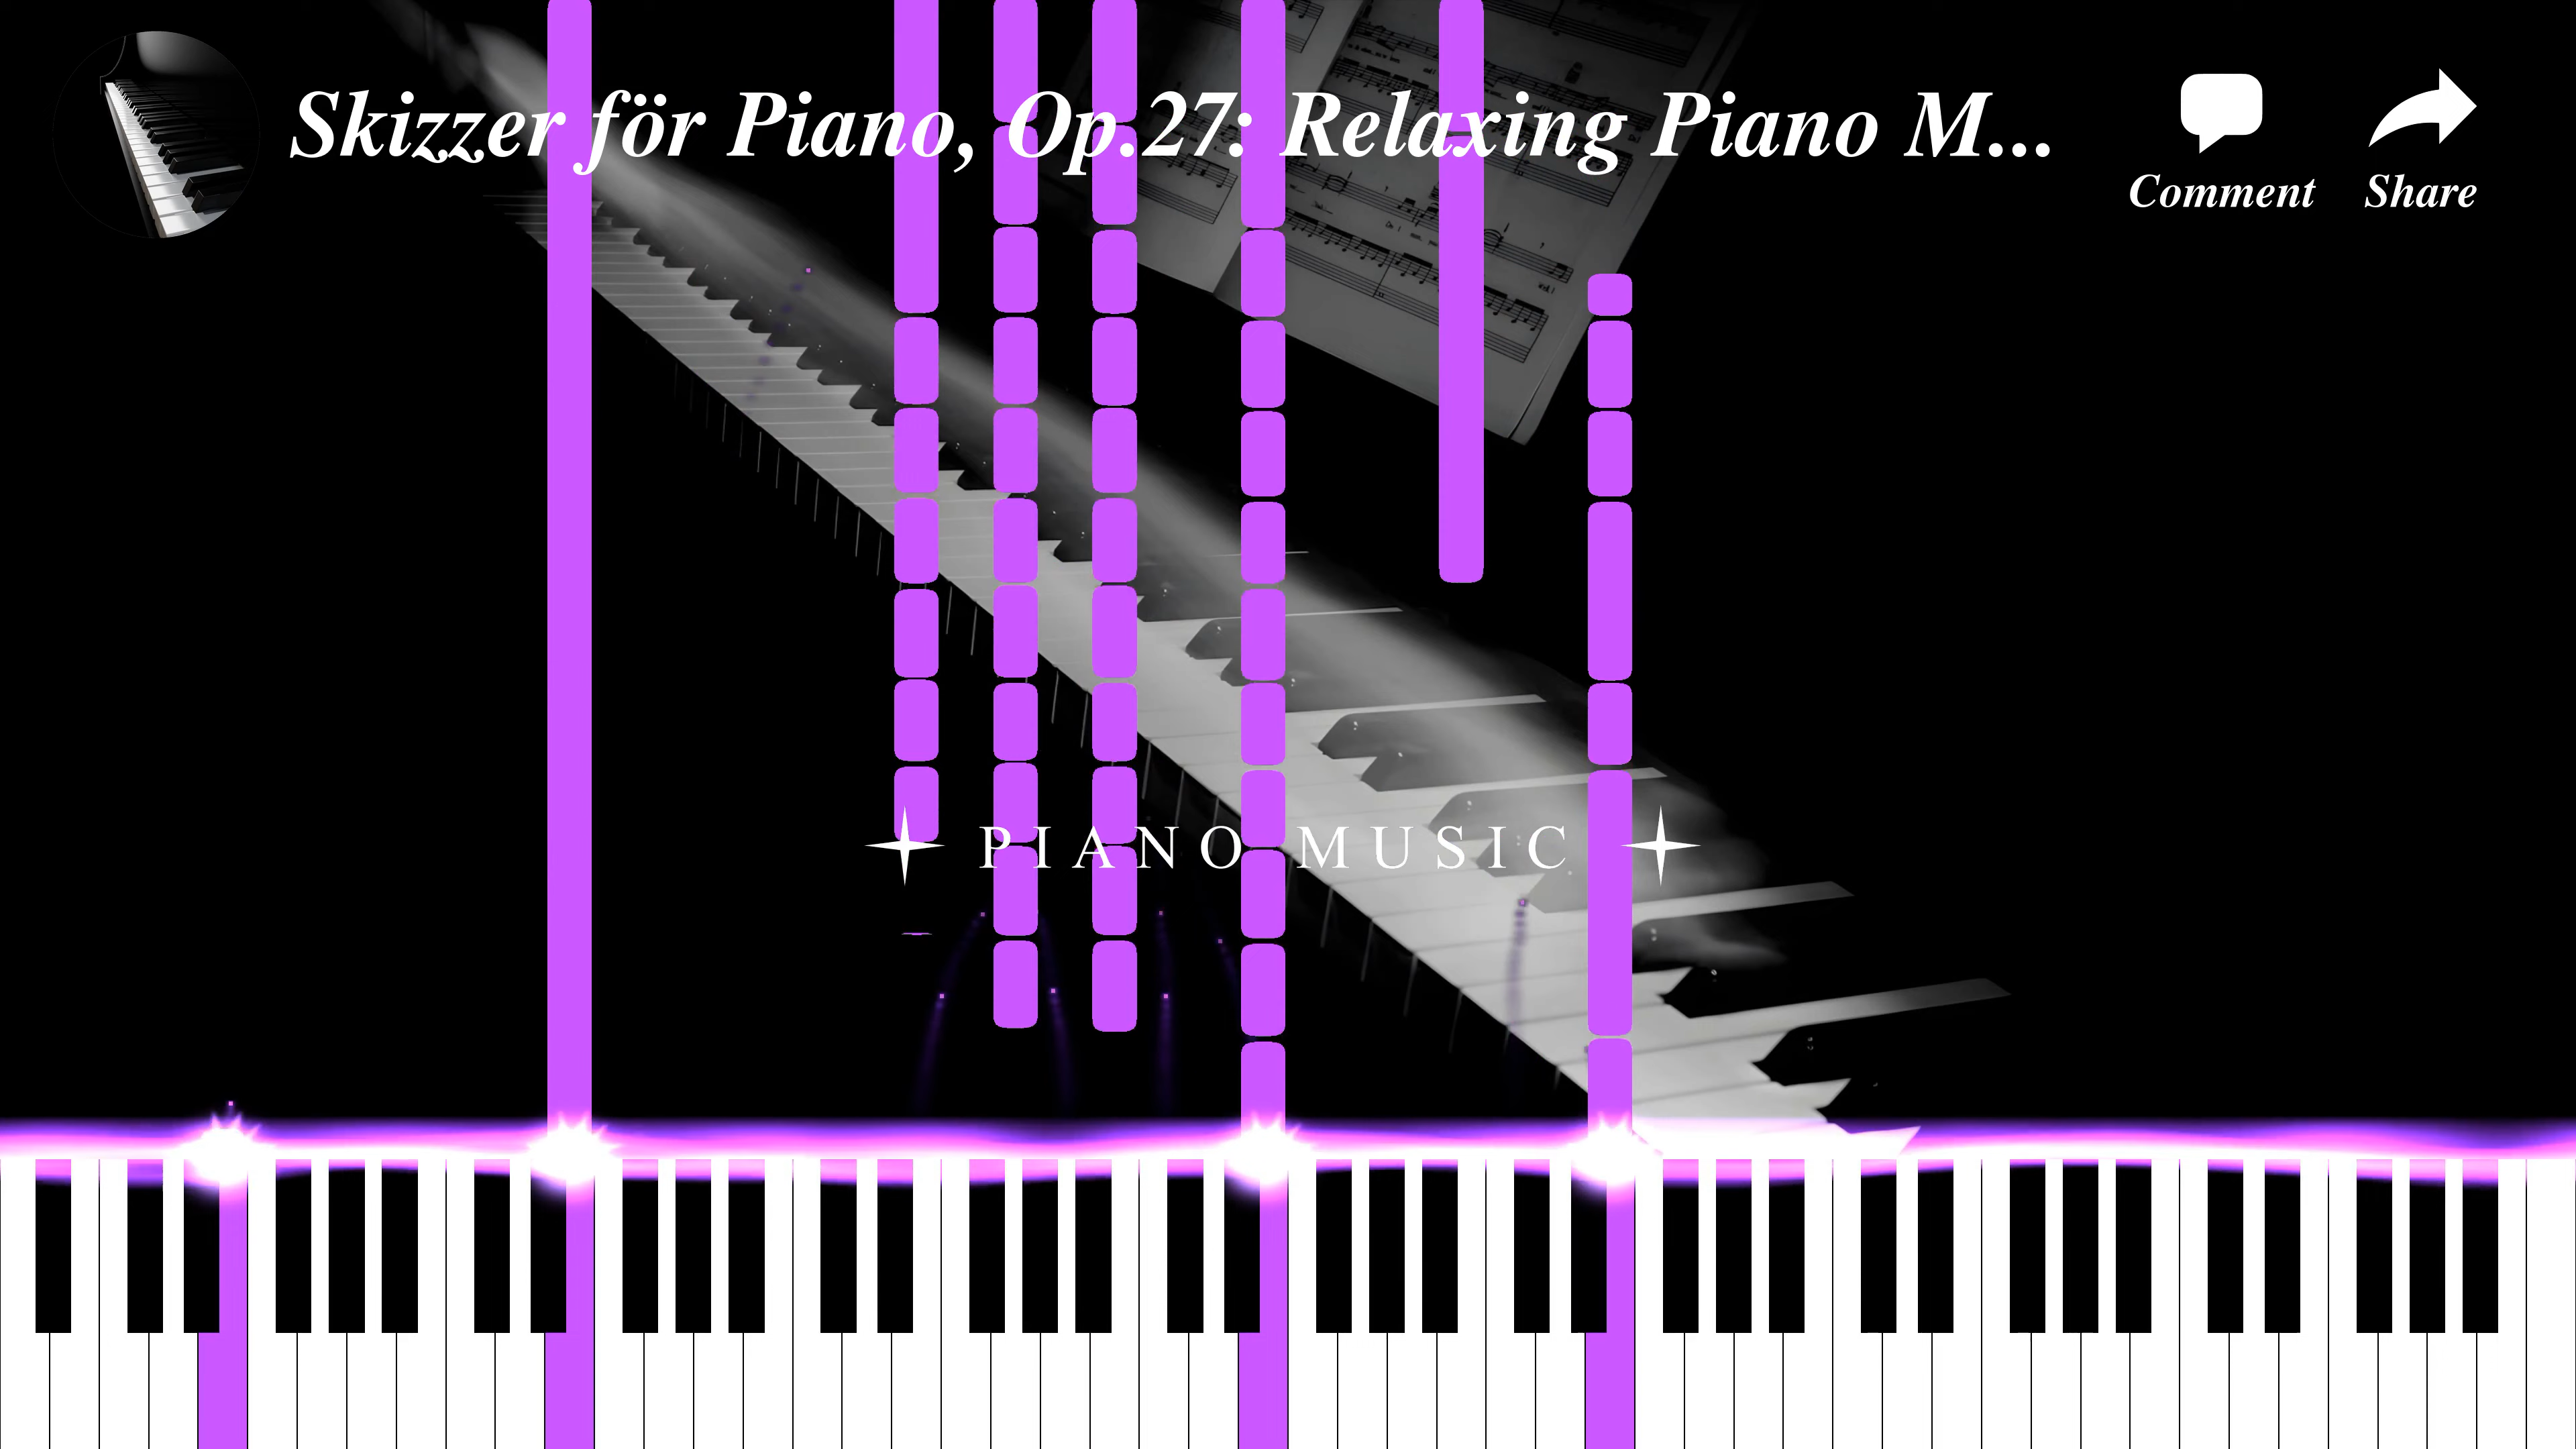 Skizzer för Piano, Op.27: Relaxing Piano M...
Comment
Share
PIANO MUSIC